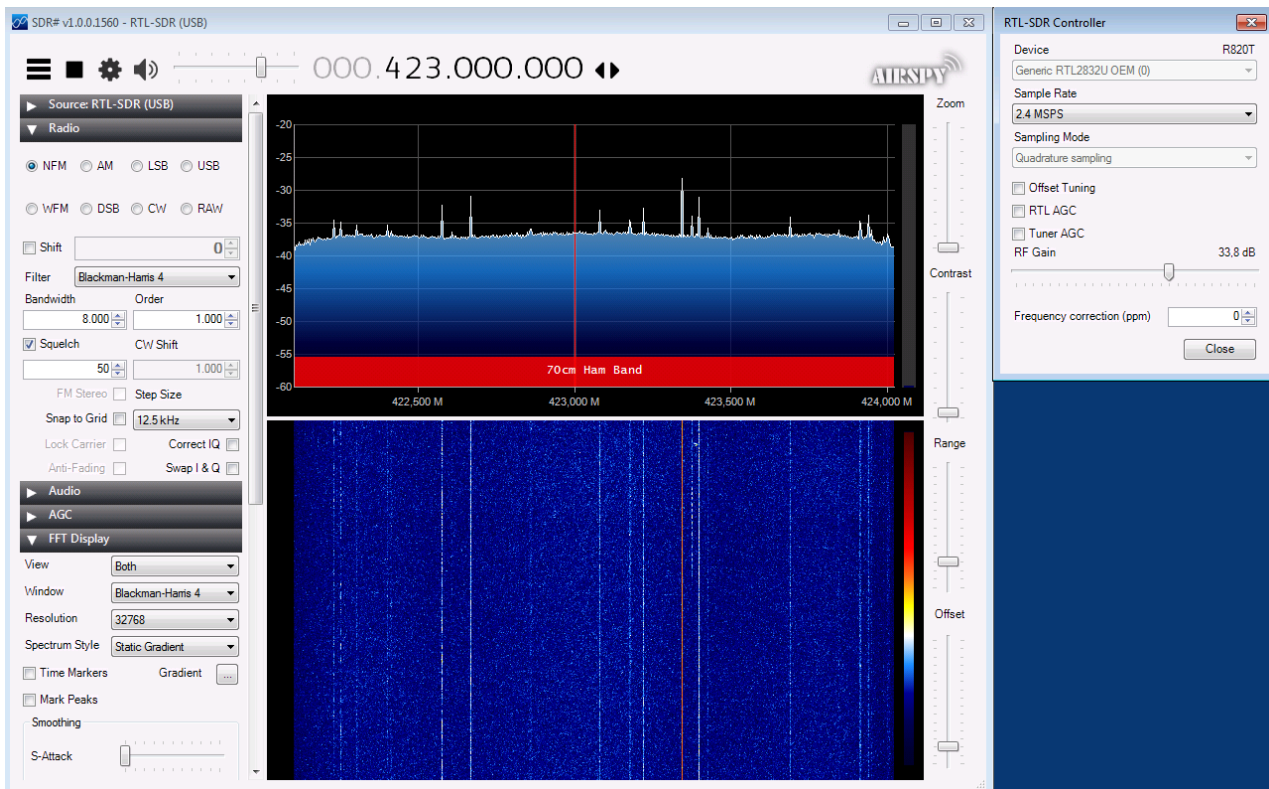 SDR# v1.0.0.1560 - RTL-SDR (USB)
000.423.000.000
AIRSPY
Source: RTL-SDR (USB)
Radio
NFM AM LSB USB
WFM DSB CW RAW
Shift 0
Filter Blackman-Harris 4
Bandwidth Order
8.000 1.000
Squelch CW Shift
50 1.000
FM Stereo Step Size
Snap to Grid 12.5 kHz
Lock Carrier Correct IQ
Anti-Fading Swap I & Q
Audio
AGC
FFT Display
View Both
Window Blackman-Harris 4
Resolution 32768
Spectrum Style Static Gradient
Time Markers Gradient ...
Mark Peaks
Smoothing
S-Attack
-20
-25
-30
-35
-40
-45
-50
-55
-60
70cm Ham Band
422,500 M 423,000 M 423,500 M 424,000 M
Zoom
Contrast
Range
Offset
RTL-SDR Controller
Device R820T
Generic RTL2832U OEM (0)
Sample Rate
2.4 MSPS
Sampling Mode
Quadrature sampling
Offset Tuning
RTL AGC
Tuner AGC
RF Gain 33,8 dB
Frequency correction (ppm) 0
Close